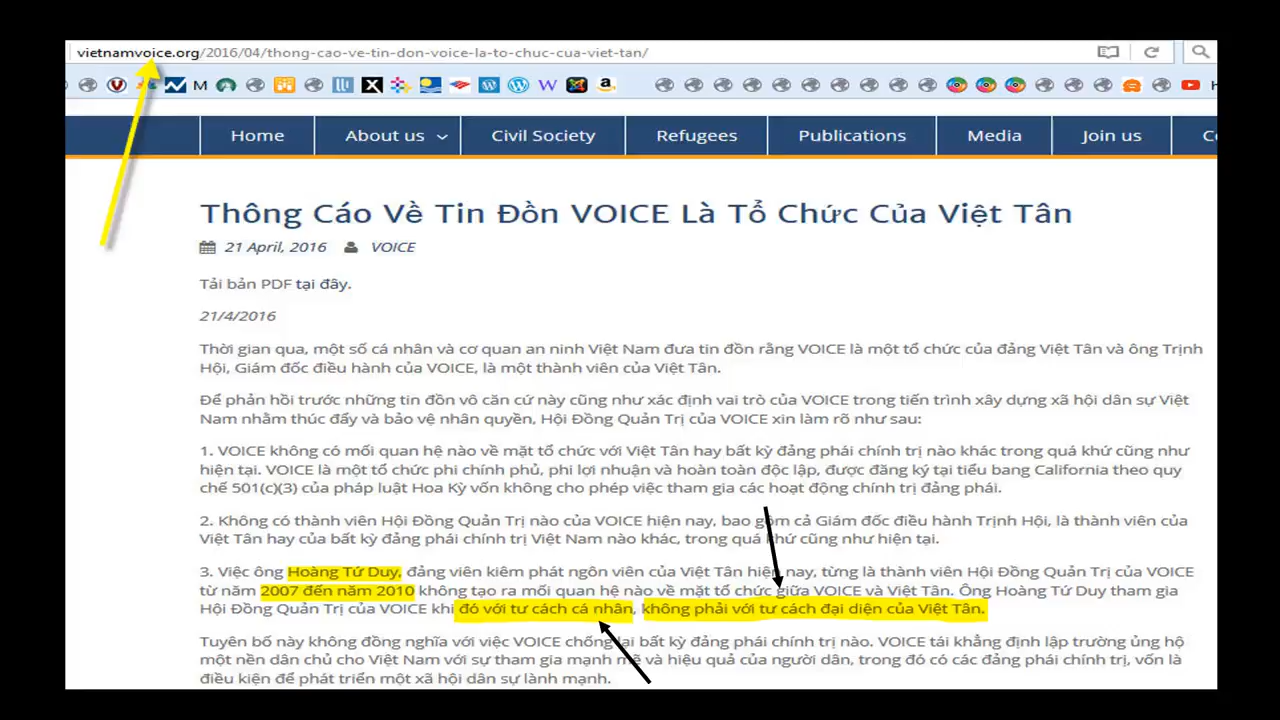 vietnamvoice.org/2016/04/thong-cao-ve-tin-don-voice-la-to-chuc-cua-viet-tan/
Home About us Civil Society Refugees Publications Media Join us
Thông Cáo Về Tin Đồn VOICE Là Tổ Chức Của Việt Tân
21 April, 2016 VOICE
Tải bản PDF tại đây.
21/4/2016
Thời gian qua, một số cá nhân và cơ quan an ninh Việt Nam đưa tin đồn rằng VOICE là một tổ chức của đảng Việt Tân và ông Trịnh
Hội, Giám đốc điều hành của VOICE, là một thành viên của Việt Tân.
Để phản hồi trước những tin đồn vô căn cứ này cũng như xác định vai trò của VOICE trong tiến trình xây dựng xã hội dân sự Việt
Nam nhằm thúc đẩy và bảo vệ nhân quyền, Hội Đồng Quản Trị của VOICE xin làm rõ như sau:
1. VOICE không có mối quan hệ nào về mặt tổ chức với Việt Tân hay bất kỳ đảng phái chính trị nào khác trong quá khứ cũng như
hiện tại. VOICE là một tổ chức phi chính phủ, phi lợi nhuận và hoàn toàn độc lập, được đăng ký tại tiểu bang California theo quy
chế 501(c)(3) của pháp luật Hoa Kỳ vốn không cho phép việc tham gia các hoạt động chính trị đảng phái.
2. Không có thành viên Hội Đồng Quản Trị nào của VOICE hiện nay, bao gồm cả Giám đốc điều hành Trịnh Hội, là thành viên của
Việt Tân hay của bất kỳ đảng phái chính trị Việt Nam nào khác, trong quá khứ cũng như hiện tại.
3. Việc ông Hoàng Tứ Duy, đảng viên kiêm phát ngôn viên của Việt Tân hiện nay, từng là thành viên Hội Đồng Quản Trị của VOICE
từ năm 2007 đến năm 2010 không tạo ra mối quan hệ nào về mặt tổ chức giữa VOICE và Việt Tân. Ông Hoàng Tứ Duy tham gia
Hội Đồng Quản Trị của VOICE khi đó với tư cách cá nhân, không phải với tư cách đại diện của Việt Tân.
Tuyên bố này không đồng nghĩa với việc VOICE chống lại bất kỳ đảng phái chính trị nào. VOICE tái khẳng định lập trường ủng hộ
một nền dân chủ cho Việt Nam với sự tham gia mạnh mẽ và hiệu quả của người dân, trong đó có các đảng phái chính trị, vốn là
điều kiện để phát triển một xã hội dân sự lành mạnh.